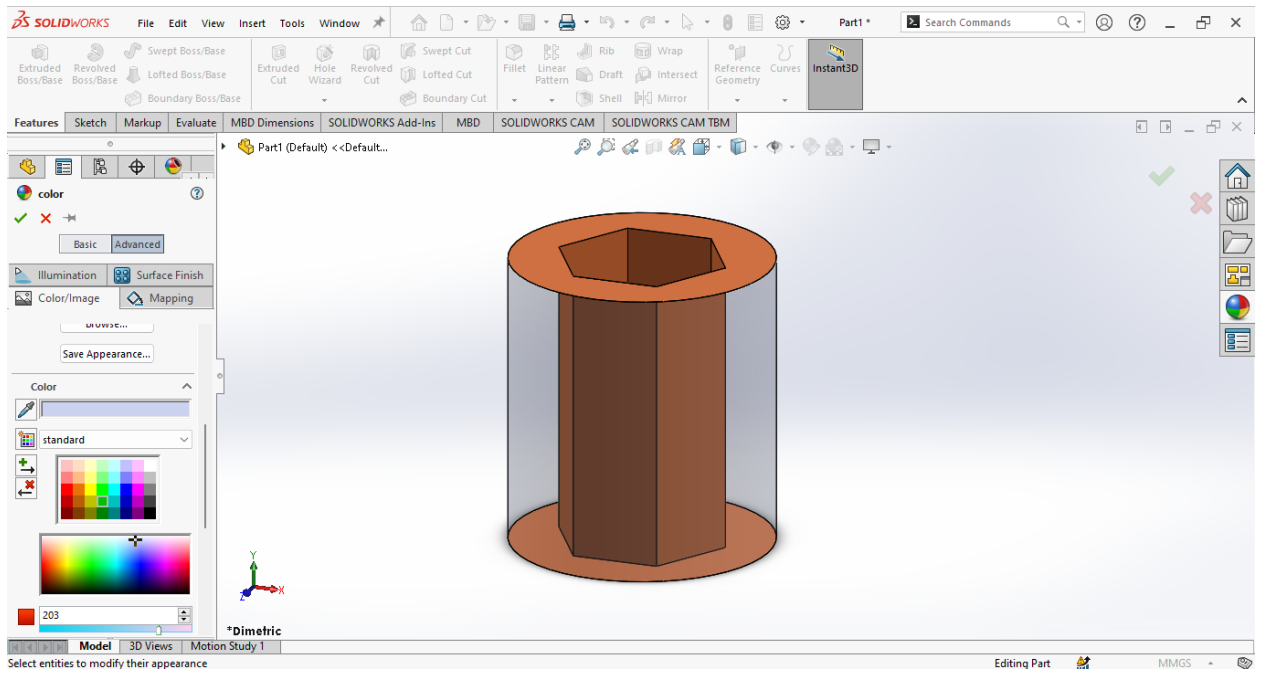 SOLIDWORKS File Edit View Insert Tools Window Part1 * Search Commands
Extruded Boss/Base Revolved Boss/Base Swept Boss/Base Lofted Boss/Base Boundary Boss/Base Extruded Cut Hole Wizard Revolved Cut Swept Cut Lofted Cut Boundary Cut Fillet Linear Pattern Rib Draft Shell Wrap Intersect Mirror Reference Geometry Curves Instant3D
Features Sketch Markup Evaluate MBD Dimensions SOLIDWORKS Add-Ins MBD SOLIDWORKS CAM SOLIDWORKS CAM TBM
Part1 (Default) <<Default...
color
Basic Advanced
Illumination Surface Finish
Color/Image Mapping
Browse...
Save Appearance...
Color
standard
203
Y
X
Z
*Dimetric
Model 3D Views Motion Study 1
Select entities to modify their appearance Editing Part MMGS